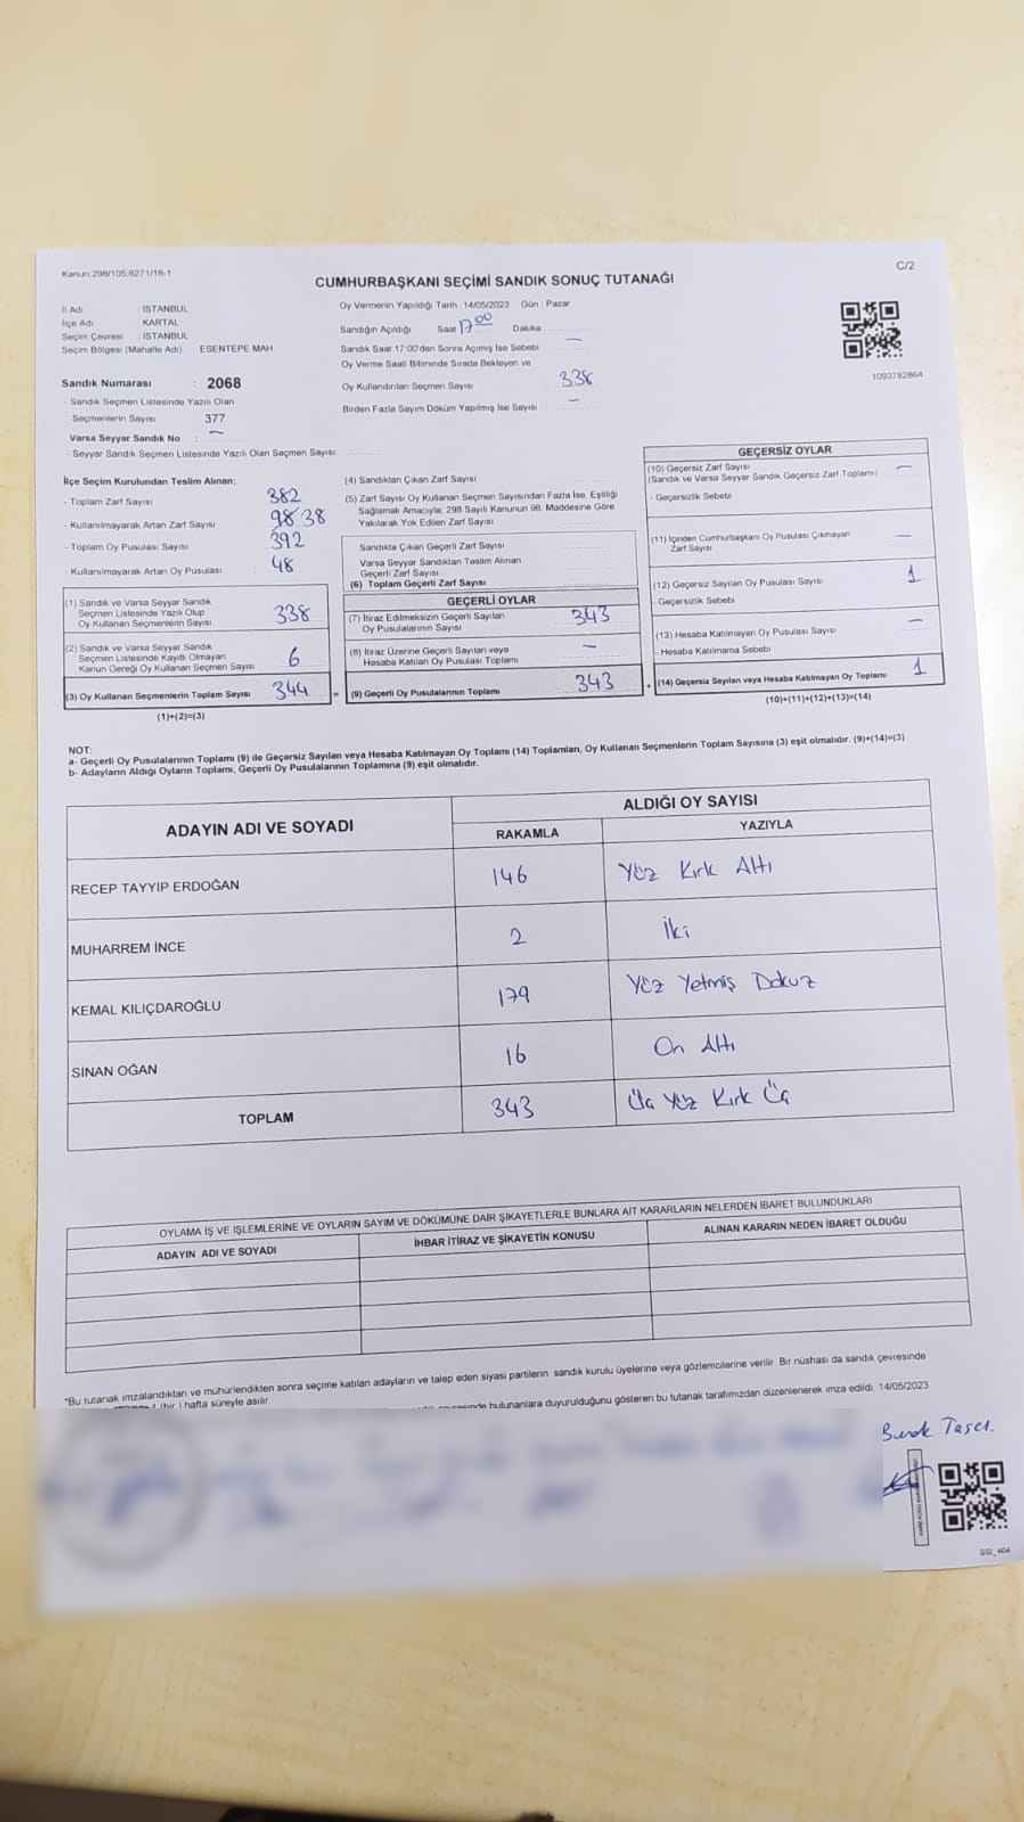 Kanun:298/105;6271/18-1
C/2
CUMHURBAŞKANI SEÇİMİ SANDIK SONUÇ TUTANAĞI
İl Adı : İSTANBUL
İlçe Adı : KARTAL
Seçim Çevresi : İSTANBUL
Seçim Bölgesi (Mahalle Adı) ESENTEPE MAH
Sandık Numarası : 2068
- Sandık Seçmen Listesinde Yazılı Olan
Seçmenlerin Sayısı 377
Varsa Seyyar Sandık No : -
- Seyyar Sandık Seçmen Listesinde Yazılı Olan Seçmen Sayısı
Oy Vermenin Yapıldığı Tarih : 14/05/2023 Gün : Pazar
Sandığın Açıldığı Saat 17:00 Dakika
Sandık Saat 17:00'den Sonra Açılmış İse Sebebi -
Oy Verme Saati Bitiminde Sırada Bekleyen ve
Oy Kullandırılan Seçmen Sayısı 338
Birden Fazla Sayım Döküm Yapılmış İse Sayısı -
1093782864
İlçe Seçim Kurulundan Teslim Alınan;
- Toplam Zarf Sayısı 382
- Kullanılmayarak Artan Zarf Sayısı 98 38
- Toplam Oy Pusulası Sayısı 392
- Kullanılmayarak Artan Oy Pusulası 48
(1) Sandık ve Varsa Seyyar Sandık
Seçmen Listesinde Yazılı Olup
Oy Kullanan Seçmenlerin Sayısı 338
(2) Sandık ve Varsa Seyyar Sandık
Seçmen Listesinde Kayıtlı Olmayan
Kanun Gereği Oy Kullanan Seçmen Sayısı 6
(3) Oy Kullanan Seçmenlerin Toplam Sayısı 344
(1)+(2)=(3)
(4) Sandıktan Çıkan Zarf Sayısı
(5) Zarf Sayısı Oy Kullanan Seçmen Sayısından Fazla İse, Eşitliği
Sağlamak Amacıyla; 298 Sayılı Kanunun 98. Maddesine Göre
Yakılarak Yok Edilen Zarf Sayısı
Sandıkta Çıkan Geçerli Zarf Sayısı
Varsa Seyyar Sandıktan Teslim Alınan
Geçerli Zarf Sayısı
(6) Toplam Geçerli Zarf Sayısı
GEÇERLİ OYLAR
(7) İtiraz Edilmeksizin Geçerli Sayılan
Oy Pusulalarının Sayısı 343
(8) İtiraz Üzerine Geçerli Sayılan veya
Hesaba Katılan Oy Pusulası Toplamı -
= (9) Geçerli Oy Pusulalarının Toplamı 343
GEÇERSİZ OYLAR
(10) Geçersiz Zarf Sayısı -
(Sandık ve Varsa Seyyar Sandık Geçersiz Zarf Toplamı)
- Geçersizlik Sebebi
(11) İçinden Cumhurbaşkanı Oy Pusulası Çıkmayan
Zarf Sayısı -
(12) Geçersiz Sayılan Oy Pusulası Sayısı 1
- Geçersizlik Sebebi
(13) Hesaba Katılmayan Oy Pusulası Sayısı -
- Hesaba Katılmama Sebebi
+ (14) Geçersiz Sayılan veya Hesaba Katılmayan Oy Toplamı 1
(10)+(11)+(12)+(13)=(14)
NOT:
a- Geçerli Oy Pusulalarının Toplamı (9) ile Geçersiz Sayılan veya Hesaba Katılmayan Oy Toplamı (14) Toplamları, Oy Kullanan Seçmenlerin Toplam Sayısına (3) eşit olmalıdır. (9)+(14)=(3)
b- Adayların Aldığı Oyların Toplamı, Geçerli Oy Pusulalarının Toplamına (9) eşit olmalıdır.
ADAYIN ADI VE SOYADI ALDIĞI OY SAYISI
RAKAMLA YAZIYLA
RECEP TAYYIP ERDOĞAN 146 Yüz Kırk Altı
MUHARREM İNCE 2 İki
KEMAL KILIÇDAROĞLU 179 Yüz Yetmiş Dokuz
SINAN OĞAN 16 On Altı
TOPLAM 343 Üç Yüz Kırk Üç
OYLAMA İŞ VE İŞLEMLERİNE VE OYLARIN SAYIM VE DÖKÜMÜNE DAİR ŞİKAYETLERLE BUNLARA AİT KARARLARIN NELERDEN İBARET BULUNDUKLARI
ADAYIN ADI VE SOYADI İHBAR İTİRAZ VE ŞİKAYETİN KONUSU ALINAN KARARIN NEDEN İBARET OLDUĞU
*Bu tutanak imzalandıktan ve mühürlendikten sonra seçime katılan adayların ve talep eden siyasi partilerin sandık kurulu üyelerine veya gözlemcilerine verilir. Bir nüshası da sandık çevresinde
hafta süreyle asılır.
bulunanlara duyurulduğunu gösteren bu tutanak tarafımızdan düzenlenerek imza edildi. 14/05/2023
Burak